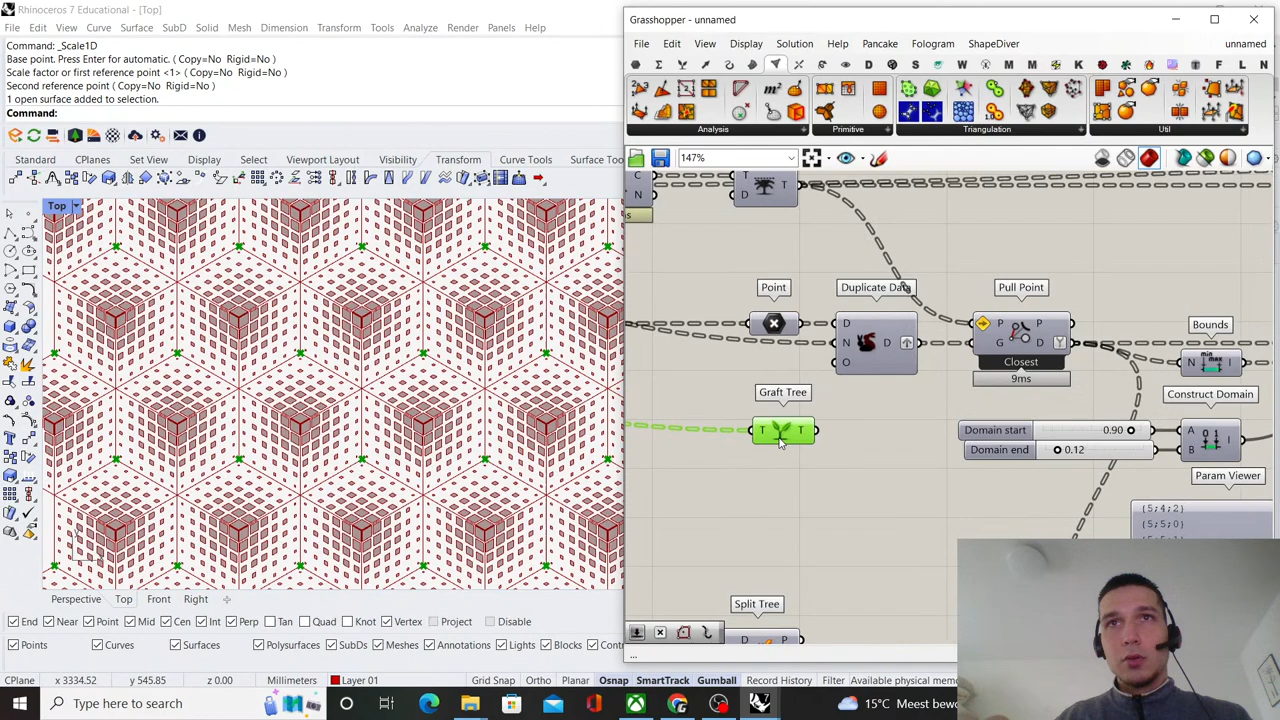 Rhinoceros 7 Educational - [Top]
File Edit View Curve Surface SubD Solid Mesh Dimension Transform Tools Analyze Render Panels Help
Command: _Scale1D
Base point. Press Enter for automatic. ( Copy=No Rigid=No )
Scale factor or first reference point <1> ( Copy=No Rigid=No )
Second reference point ( Copy=No Rigid=No )
1 open surface added to selection.
Command:
Standard CPlanes Set View Display Select Viewport Layout Visibility Transform Curve Tools Surface To
Top
Grasshopper - unnamed
File Edit View Display Solution Help Pancake Fologram ShapeDiver unnamed
Σ S W M M K F L N
Analysis Primitive Triangulation Util
147%
C T T
N D
s
Point Duplicate Data Pull Point
Bounds
D
N D
O
P P
G D
Closest
9ms
N I
Graft Tree
T T
Construct Domain
Domain start 0.90
Domain end 0.12
A
B I
Param Viewer
{5;4;2}
{5;5;0}
Split Tree
D P
...
Perspective Top Front Right
End Near Point Mid Cen Int Perp Tan Quad Knot Vertex Project Disable
Points Curves Surfaces Polysurfaces SubDs Meshes Annotations Lights Blocks Con
CPlane x 3334.52 y 545.85 z 0.00 Millimeters Layer 01 Grid Snap Ortho Planar Osnap SmartTrack Gumball Record History Filter Available physical mem
Type here to search
15°C Meest bewo